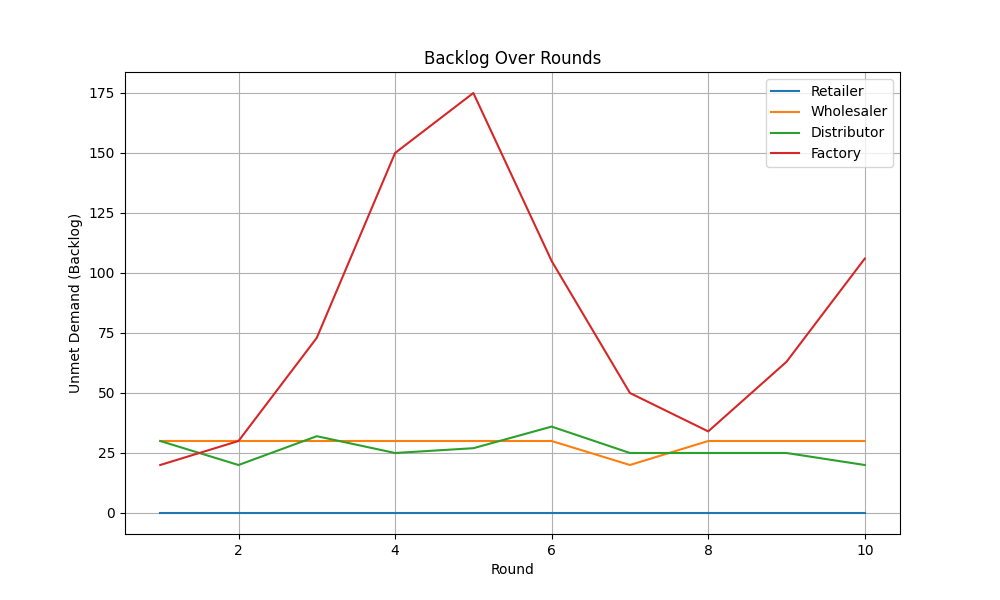 Backlog Over Rounds
Retailer
Wholesaler
Distributor
Factory
Unmet Demand (Backlog)
175
150
125
100
75
50
25
0
2
4
6
8
10
Round